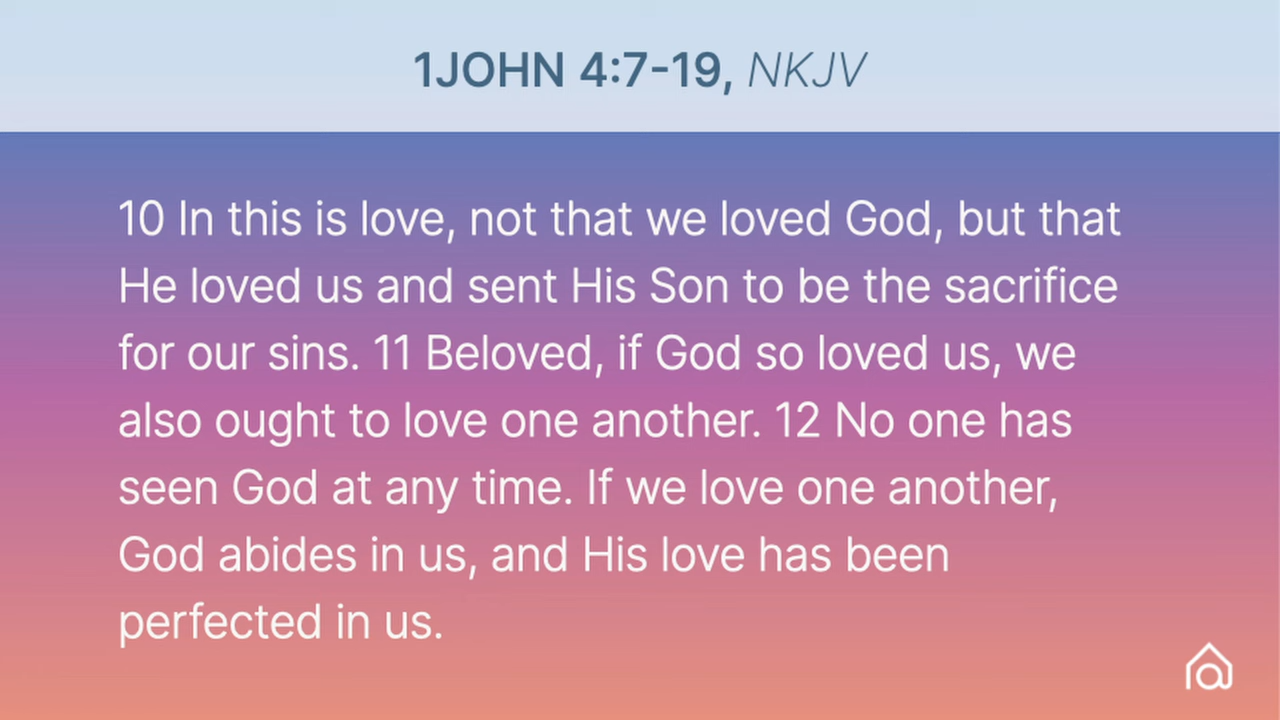 1JOHN 4:7-19, NKJV
10 In this is love, not that we loved God, but that
He loved us and sent His Son to be the sacrifice
for our sins. 11 Beloved, if God so loved us, we
also ought to love one another. 12 No one has
seen God at any time. If we love one another,
God abides in us, and His love has been
perfected in us.